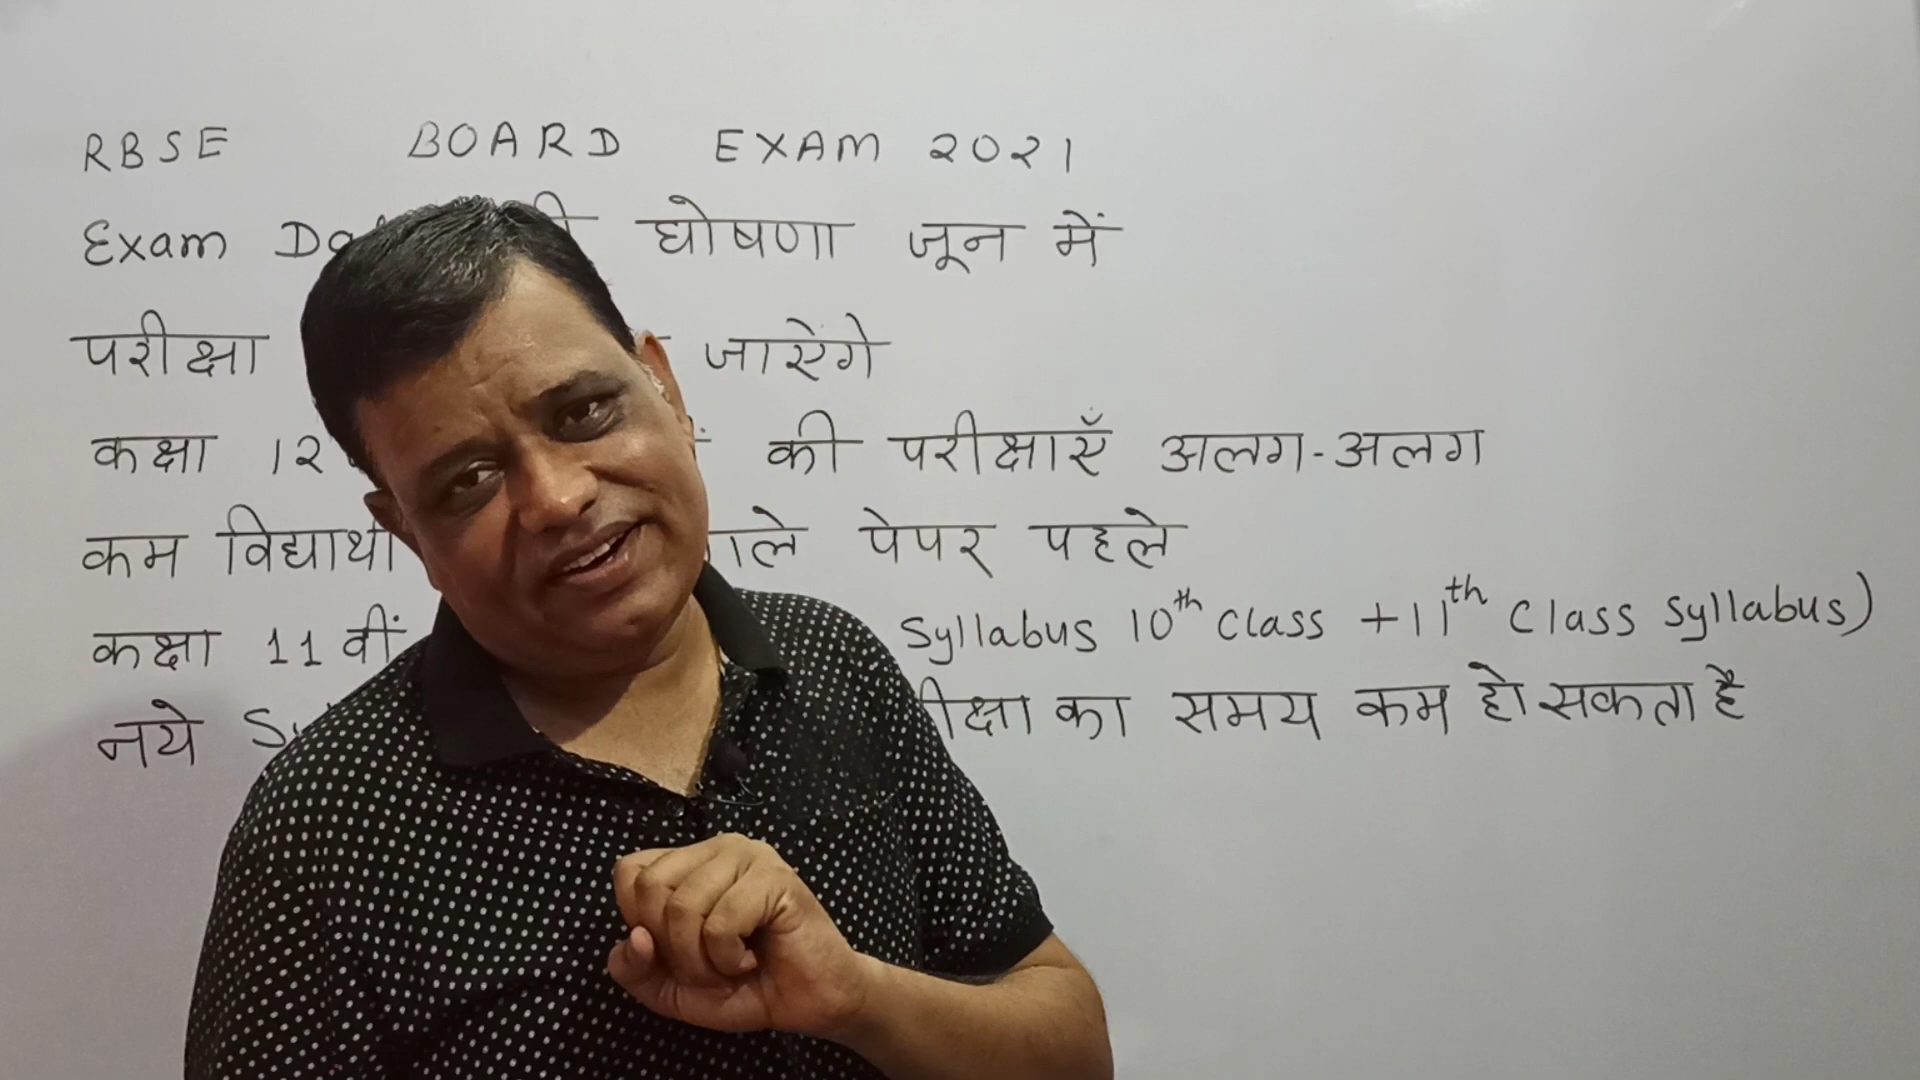 RBSE BOARD EXAM 2021
Exam घोषणा जून में
परीक्षा जाऐंगे
कक्षा 12 की परीक्षाएँ अलग-अलग
कम पेपर पहले
कक्षा 11 वीं Syllabus 10th Class + 11th Class Syllabus)
नये का समय कम हो सकता है